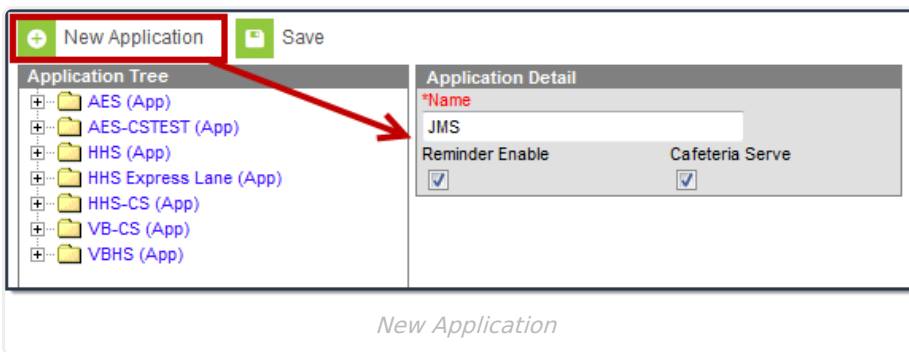 New Application Save
Application Tree
AES (App)
AES-CSTEST (App)
HHS (App)
HHS Express Lane (App)
HHS-CS (App)
VB-CS (App)
VBHS (App)
Application Detail
*Name
JMS
Reminder Enable Cafeteria Serve
New Application